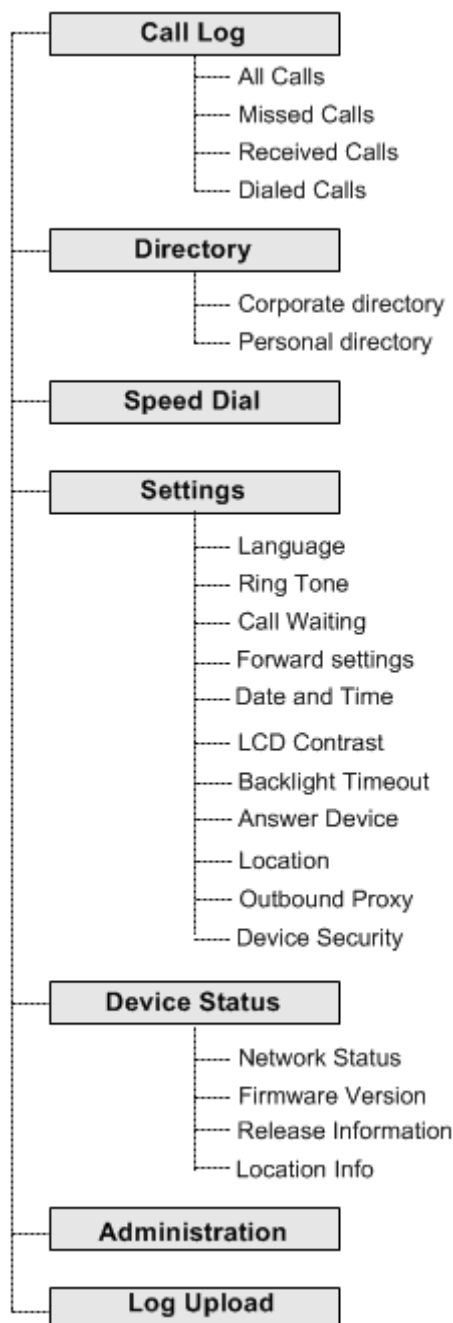 Call Log
All Calls
Missed Calls
Received Calls
Dialed Calls
Directory
Corporate directory
Personal directory
Speed Dial
Settings
Language
Ring Tone
Call Waiting
Forward settings
Date and Time
LCD Contrast
Backlight Timeout
Answer Device
Location
Outbound Proxy
Device Security
Device Status
Network Status
Firmware Version
Release Information
Location Info
Administration
Log Upload